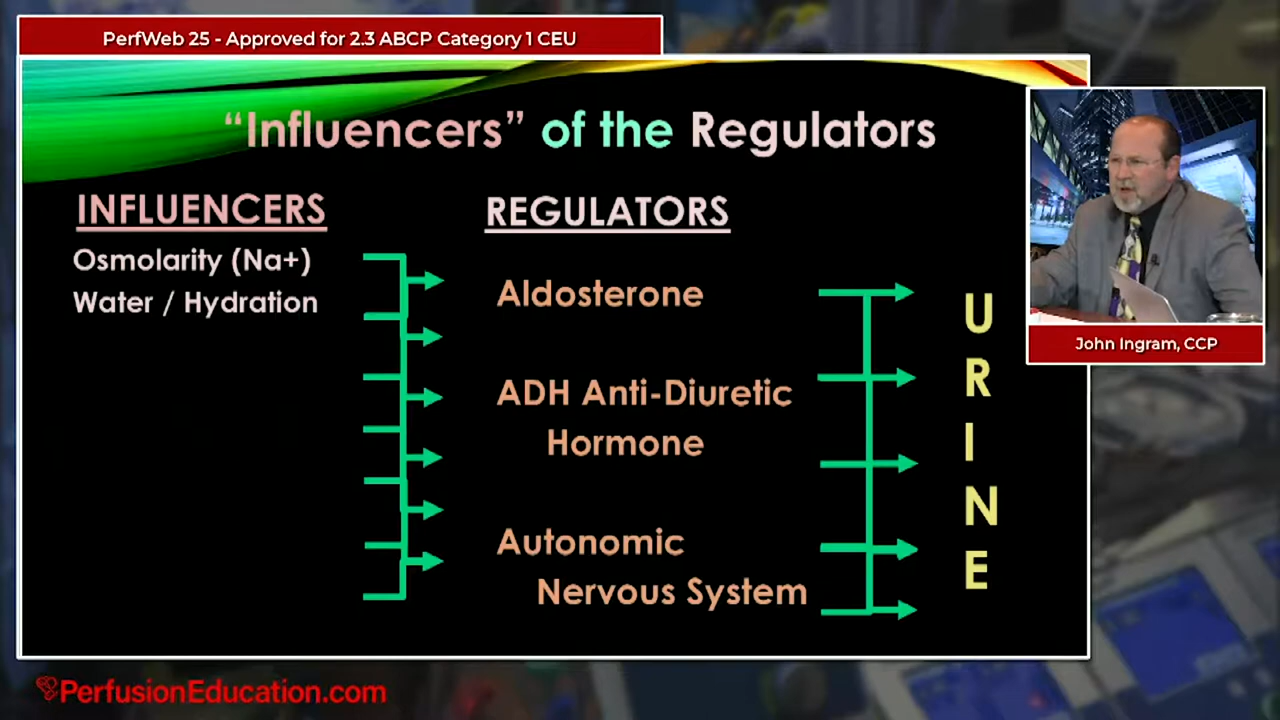 PerfWeb 25 - Approved for 2.3 ABCP Category 1 CEU
“Influencers” of the Regulators
INFLUENCERS
Osmolarity (Na+)
Water / Hydration
REGULATORS
Aldosterone
ADH Anti-Diuretic
Hormone
Autonomic
Nervous System
U
R
I
N
E
John Ingram, CCP
PerfusionEducation.com